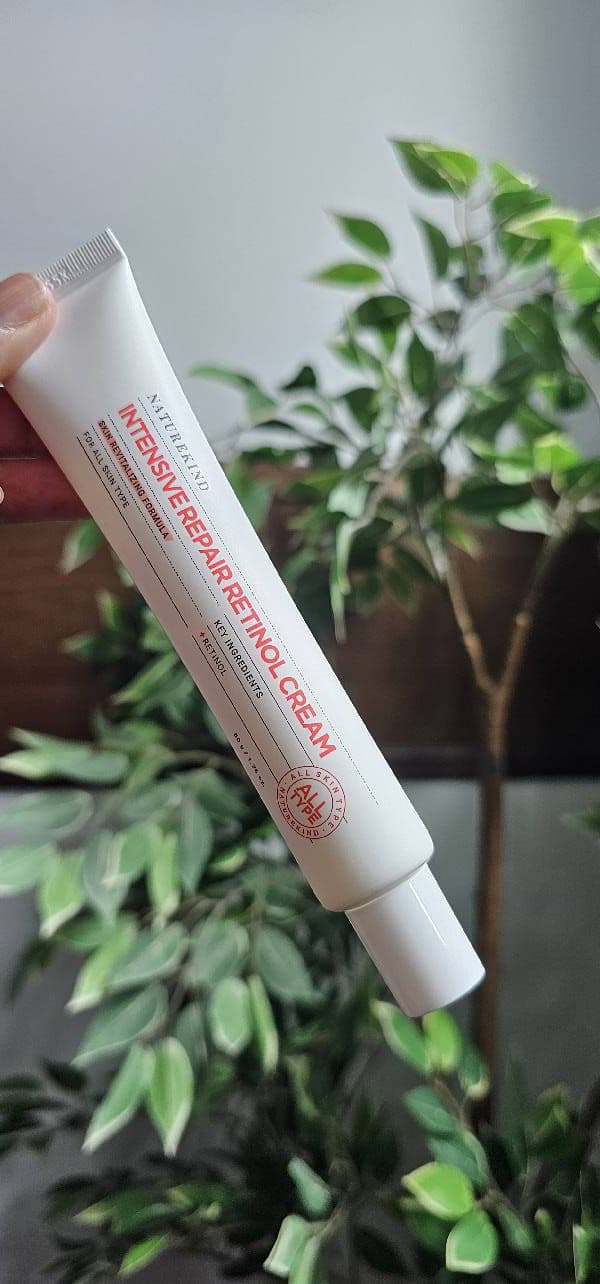 NATUREKIND
INTENSIVE REPAIR RETINOL CREAM
SKIN REVITALIZING FORMULA
FOR ALL SKIN TYPE
KEY INGREDIENTS
+RETINOL
ALL SKIN TYPE
ALL
TYPE
NATUREKIND